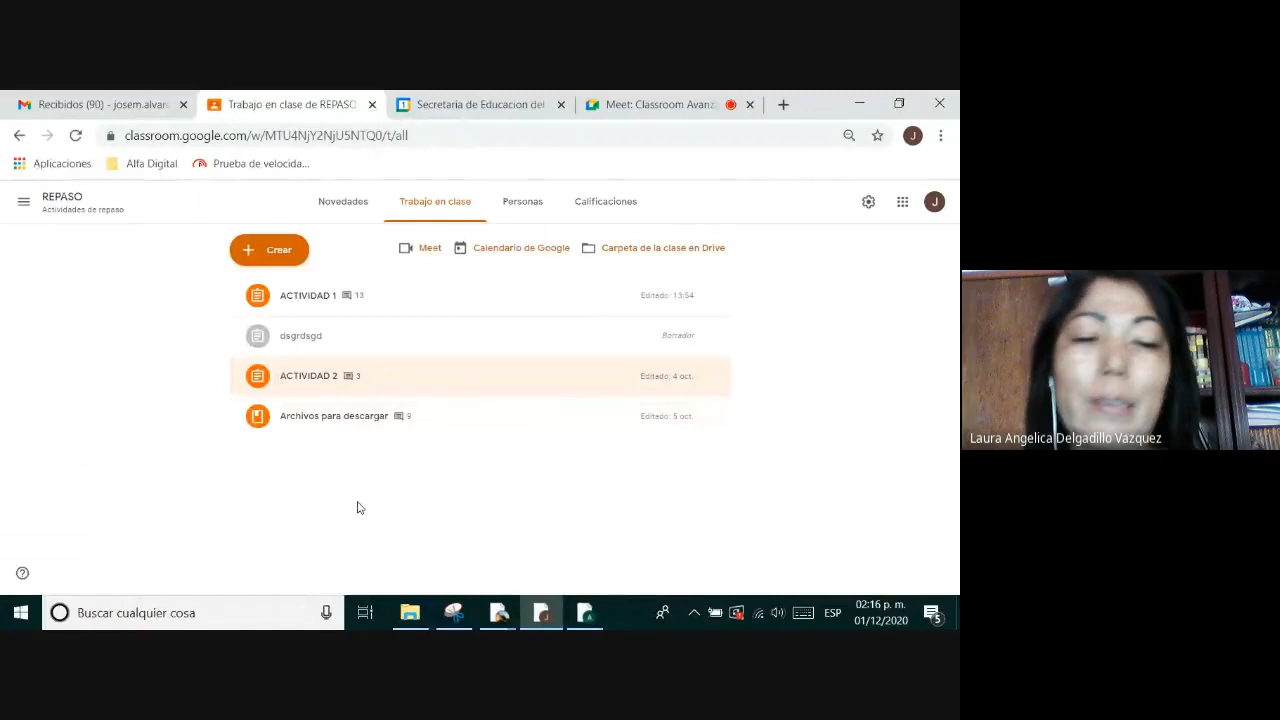 Recibidos (90) - josem.alvar
Trabajo en clase de REPASO
Secretaria de Educacion del
Meet: Classroom Avanz
classroom.google.com/w/MTU4NjY2NjU5NTQ0/t/all
J
Aplicaciones
Alfa Digital
Prueba de velocida...
REPASO
Actividades de repaso
Novedades
Trabajo en clase
Personas
Calificaciones
J
Crear
Meet
Calendario de Google
Carpeta de la clase en Drive
ACTIVIDAD 1 13
Editado: 13:54
dsgrdsgd
Borrador
ACTIVIDAD 2 3
Editado: 4 oct.
Archivos para descargar 9
Editado: 5 oct.
Laura Angelica Delgadillo Vazquez
Buscar cualquier cosa
ESP
02:16 p. m.
01/12/2020
5